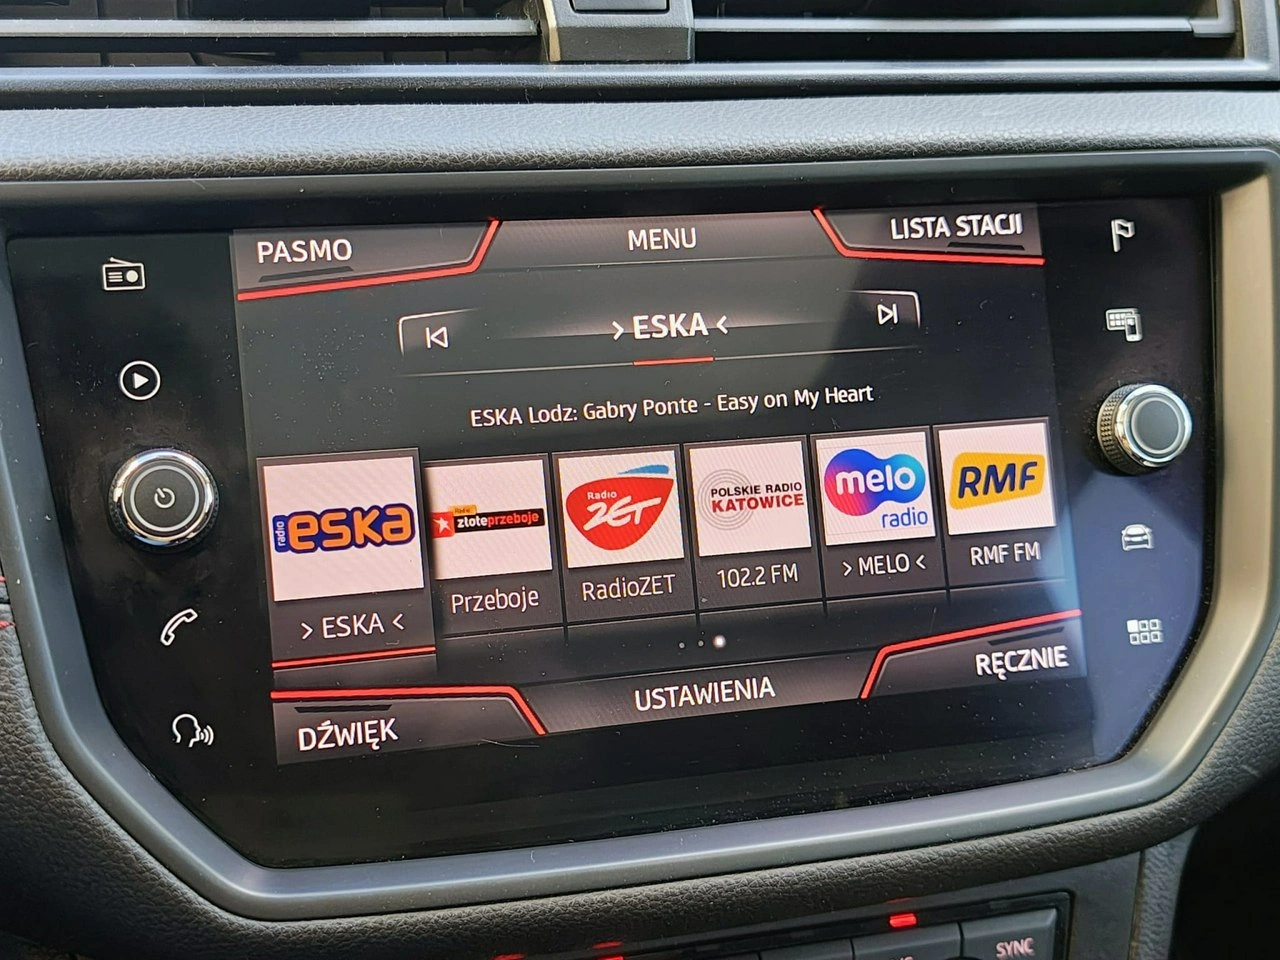 PASMO
MENU
LISTA STACJI
> ESKA <
ESKA Lodz: Gabry Ponte - Easy on My Heart
radio eska
Radio
złoteprzeboje
Radio
ZET
POLSKIE RADIO
KATOWICE
melo
radio
RMF
> ESKA <
Przeboje
RadioZET
102.2 FM
> MELO <
RMF FM
DŹWIĘK
USTAWIENIA
RĘCZNIE
SYNC